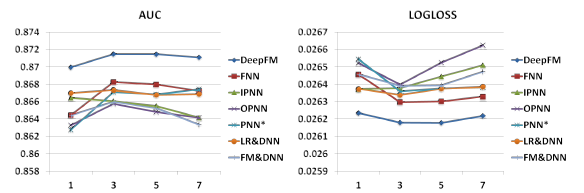 AUC
0.874
0.872
0.87
0.868
0.866
0.864
0.862
0.86
0.858
1 3 5 7
DeepFM
FNN
IPNN
OPNN
PNN*
LR&DNN
FM&DNN
LOGLOSS
0.0267
0.0266
0.0265
0.0264
0.0263
0.0262
0.0261
0.026
0.0259
1 3 5 7
DeepFM
FNN
IPNN
OPNN
PNN*
LR&DNN
FM&DNN